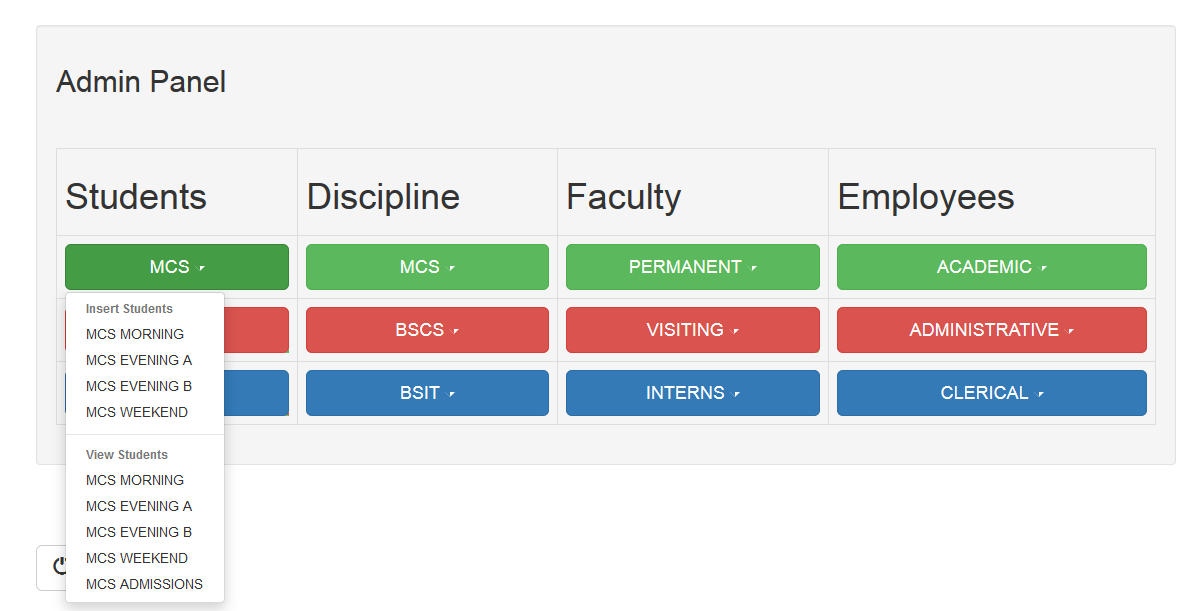 Admin Panel
Students Discipline Faculty Employees
MCS MCS PERMANENT ACADEMIC
BSCS VISITING ADMINISTRATIVE
BSIT INTERNS CLERICAL
Insert Students
MCS MORNING
MCS EVENING A
MCS EVENING B
MCS WEEKEND
View Students
MCS MORNING
MCS EVENING A
MCS EVENING B
MCS WEEKEND
MCS ADMISSIONS